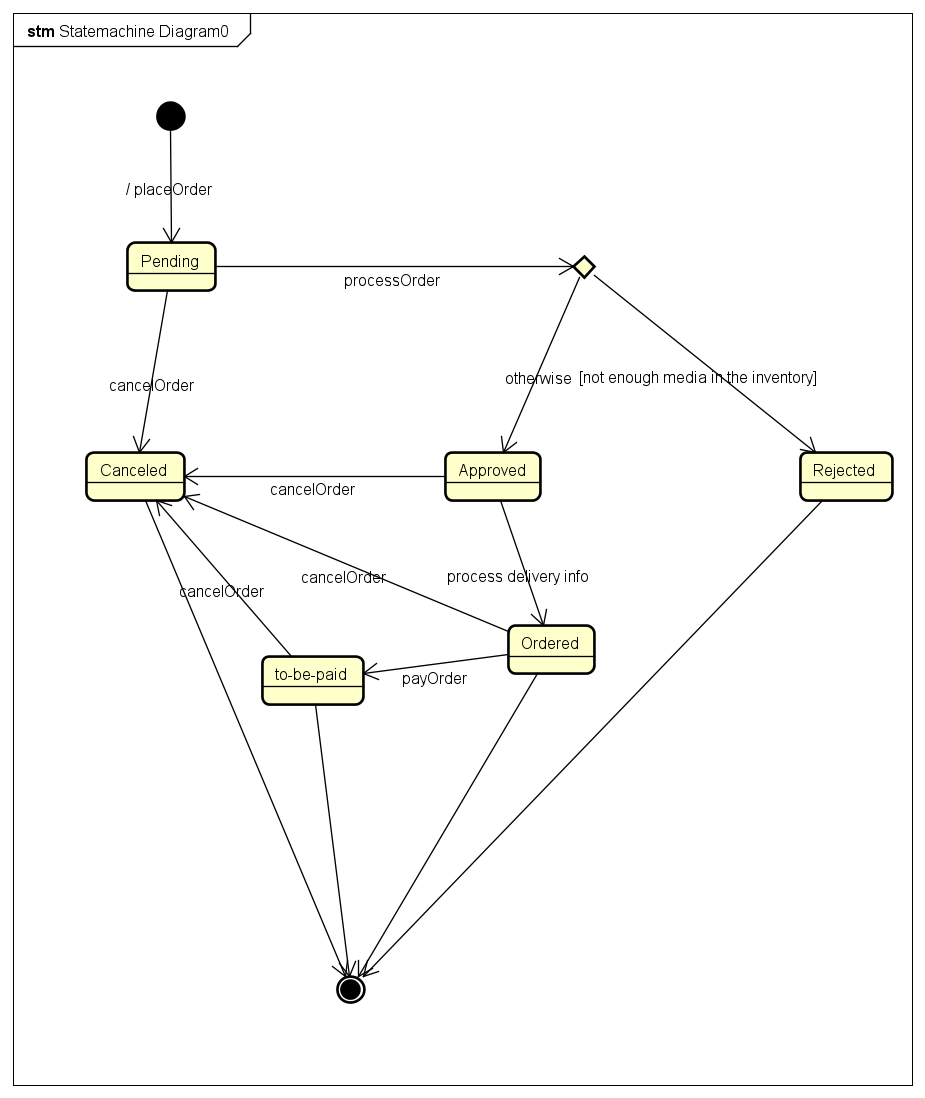 stm Statemachine Diagram0
/ placeOrder
Pending
processOrder
cancelOrder
otherwise
[not enough media in the inventory]
Canceled
Approved
Rejected
cancelOrder
process delivery info
cancelOrder
cancelOrder
Ordered
to-be-paid
payOrder